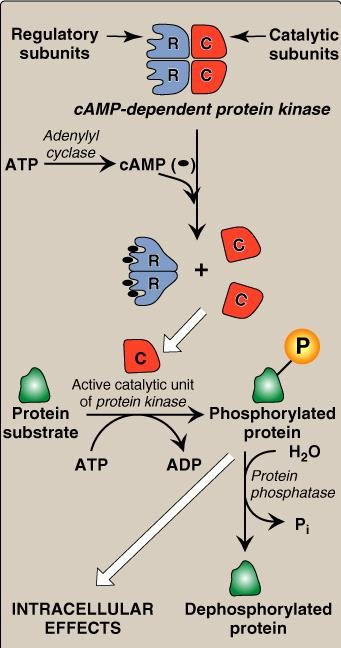 Regulatory
subunits
Catalytic
subunits
R
C
R
C
cAMP-dependent protein kinase
Adenylyl
cyclase
ATP
cAMP ( )
R
R
+
C
C
C
Active catalytic unit
of protein kinase
P
Protein
substrate
Phosphorylated
protein
ATP
ADP
H₂O
Protein
phosphatase
Pᵢ
INTRACELLULAR
EFFECTS
Dephosphorylated
protein